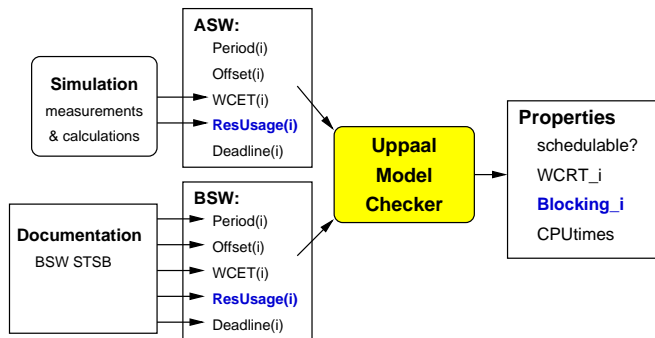 Simulation
measurements
& calculations
ASW:
Period(i)
Offset(i)
WCET(i)
ResUsage(i)
Deadline(i)
Documentation
BSW STSB
BSW:
Period(i)
Offset(i)
WCET(i)
ResUsage(i)
Deadline(i)
Uppaal
Model
Checker
Properties
schedulable?
WCRT_i
Blocking_i
CPUtimes